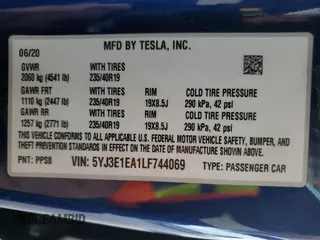 MFD BY TESLA, INC.
06/20
GVWR WITH TIRES
2060 kg (4541 lb) 235/40R19
GAWR FRT WITH TIRES RIM COLD TIRE PRESSURE
1110 kg (2447 lb) 235/40R19 19X8.5J 290 kPa, 42 psi
GAWR RR WITH TIRES RIM COLD TIRE PRESSURE
1257 kg (2771 lb) 235/40R19 19X8.5J 290 kPa, 42 psi
THIS VEHICLE CONFORMS TO ALL APPLICABLE U.S. FEDERAL MOTOR VEHICLE SAFETY, BUMPER, AND
THEFT PREVENTION STANDARDS IN EFFECT ON THE DATE OF MANUFACTURE SHOWN ABOVE.
PNT: PPSB VIN: 5YJ3E1EA1LF744069 TYPE: PASSENGER CAR